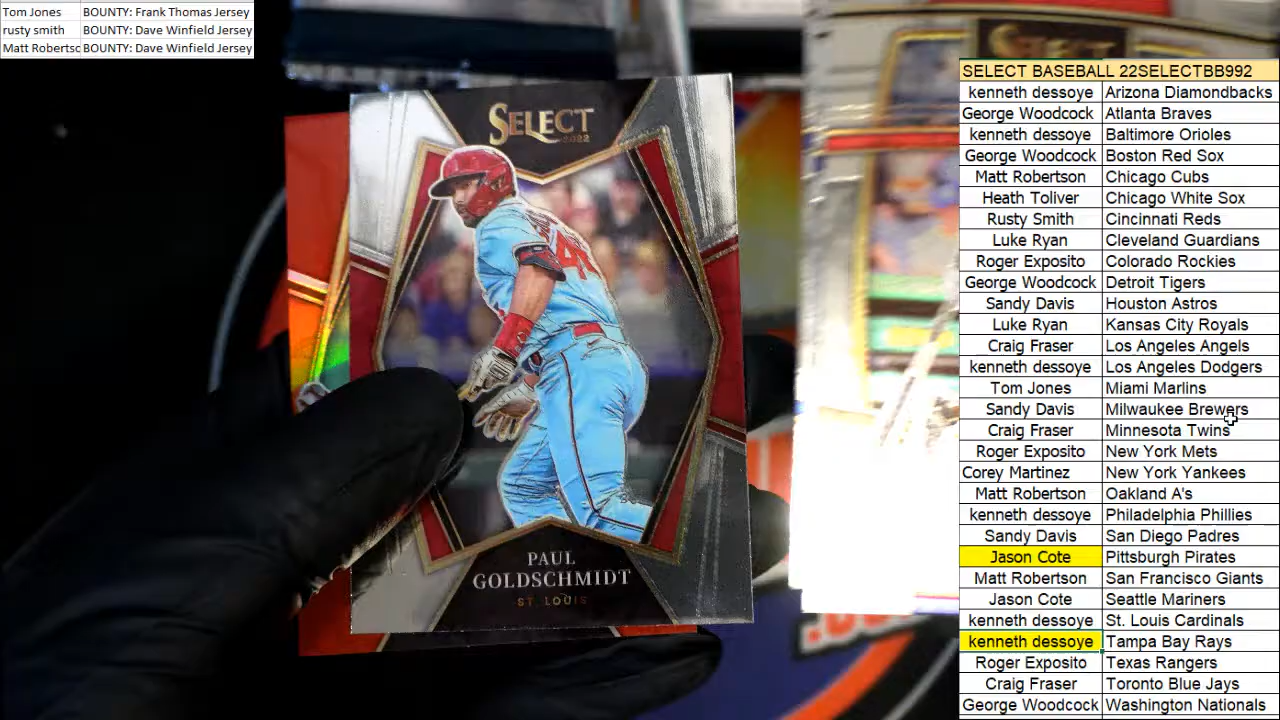 Tom Jones BOUNTY: Frank Thomas Jersey
rusty smith BOUNTY: Dave Winfield Jersey
Matt Robertsc BOUNTY: Dave Winfield Jersey
SELECT
2022
PAUL
GOLDSCHMIDT
ST. LOUIS
SELECT BASEBALL 22SELECTBB992
kenneth dessoye Arizona Diamondbacks
George Woodcock Atlanta Braves
kenneth dessoye Baltimore Orioles
George Woodcock Boston Red Sox
Matt Robertson Chicago Cubs
Heath Toliver Chicago White Sox
Rusty Smith Cincinnati Reds
Luke Ryan Cleveland Guardians
Roger Exposito Colorado Rockies
George Woodcock Detroit Tigers
Sandy Davis Houston Astros
Luke Ryan Kansas City Royals
Craig Fraser Los Angeles Angels
kenneth dessoye Los Angeles Dodgers
Tom Jones Miami Marlins
Sandy Davis Milwaukee Brewers
Craig Fraser Minnesota Twins
Roger Exposito New York Mets
Corey Martinez New York Yankees
Matt Robertson Oakland A's
kenneth dessoye Philadelphia Phillies
Sandy Davis San Diego Padres
Jason Cote Pittsburgh Pirates
Matt Robertson San Francisco Giants
Jason Cote Seattle Mariners
kenneth dessoye St. Louis Cardinals
kenneth dessoye Tampa Bay Rays
Roger Exposito Texas Rangers
Craig Fraser Toronto Blue Jays
George Woodcock Washington Nationals